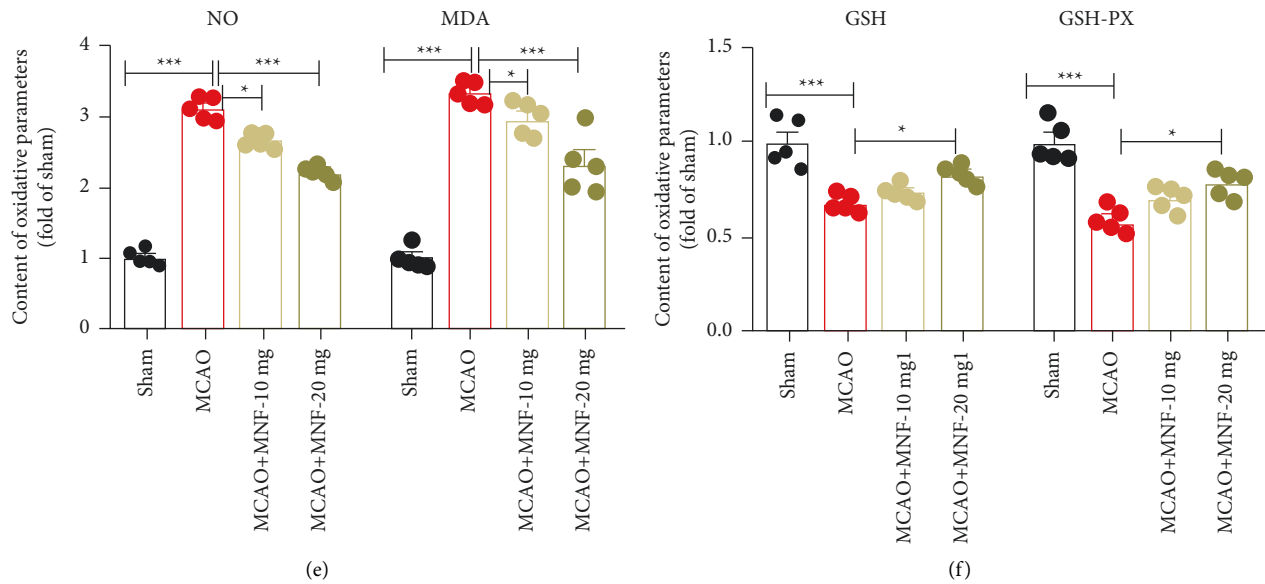 NO
MDA
Content of oxidative parameters
(fold of sham)
4
3
2
1
0
***
***
*
***
***
*
Sham
MCAO
MCAO+MNF-10 mg
MCAO+MNF-20 mg
Sham
MCAO
MCAO+MNF-10 mg
MCAO+MNF-20 mg
(e)
GSH
GSH-PX
Content of oxidative parameters
(fold of sham)
1.5
1.0
0.5
0.0
***
*
***
*
Sham
MCAO
MCAO+MNF-10 mg1
MCAO+MNF-20 mg1
Sham
MCAO
MCAO+MNF-10 mg
MCAO+MNF-20 mg
(f)